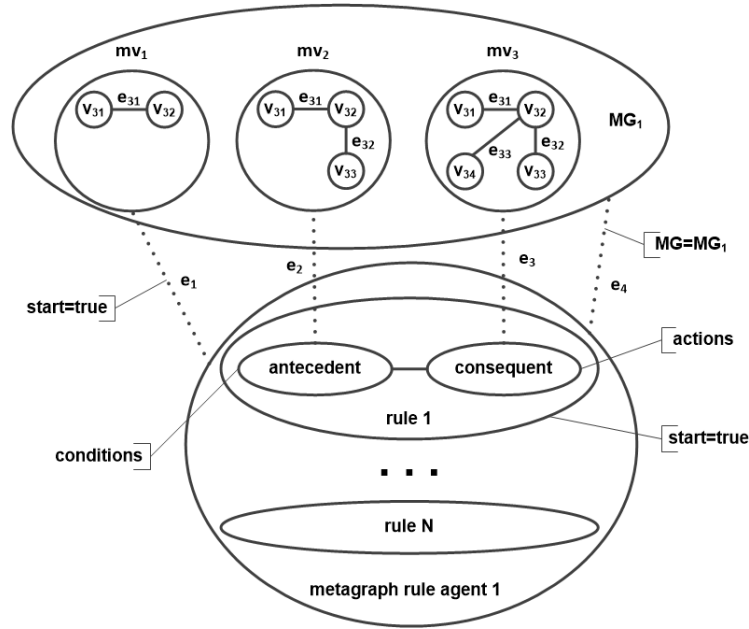 mv₁ mv₂ mv₃
v₃₁ e₃₁ v₃₂ v₃₁ e₃₁ v₃₂ v₃₁ e₃₁ v₃₂
MG₁
e₃₂ e₃₃ e₃₂
v₃₃ v₃₄ v₃₃
MG=MG₁
e₁ e₂ e₃ e₄
start=true
actions
antecedent consequent
rule 1
start=true
conditions
. . .
rule N
metagraph rule agent 1